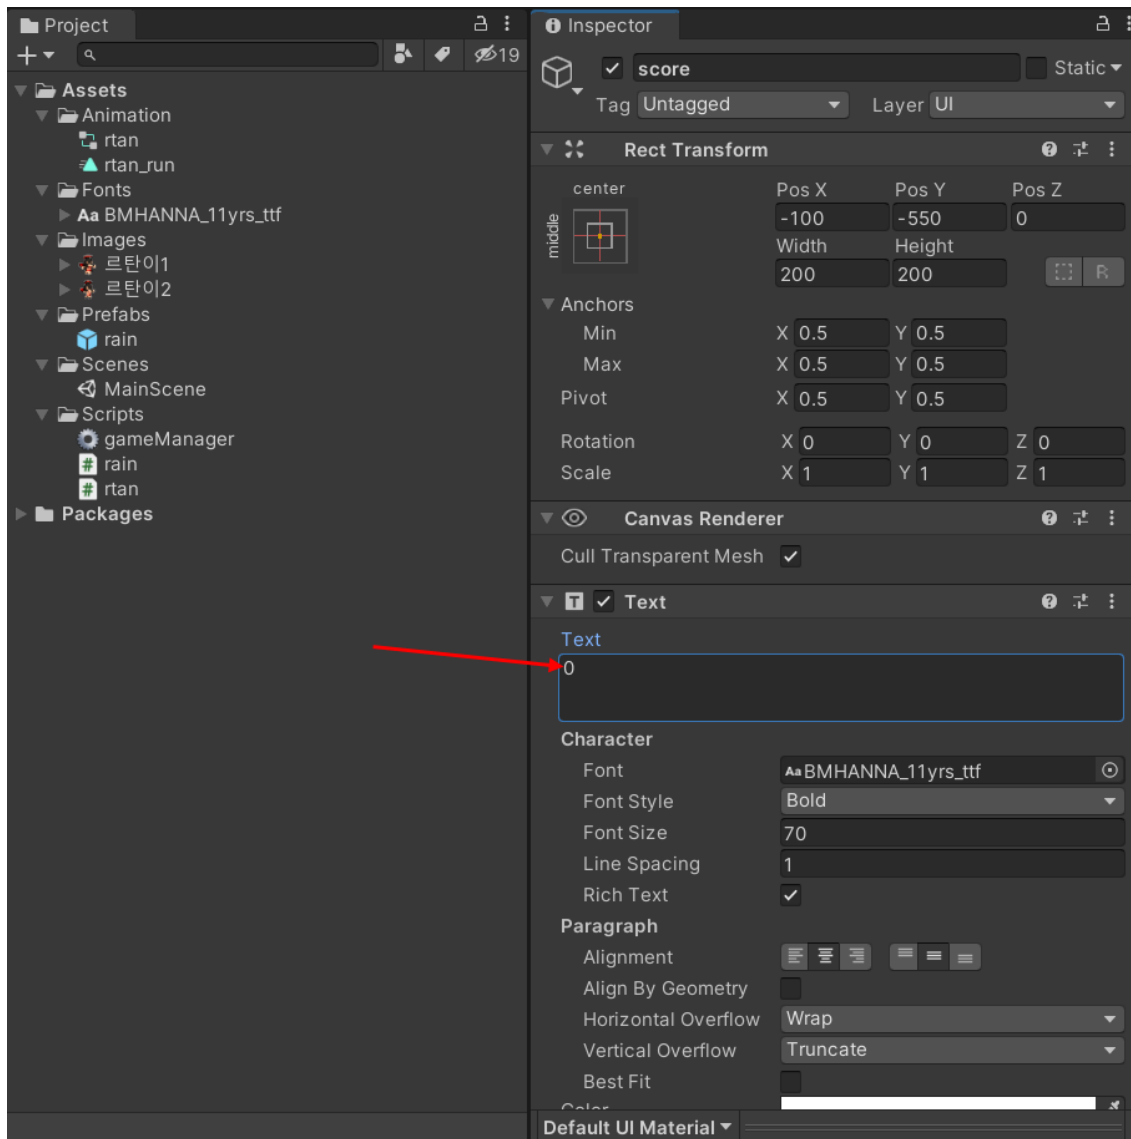 Project
19
Assets
Animation
rtan
rtan_run
Fonts
Aa BMHANNA_11yrs_ttf
Images
르탄이1
르탄이2
Prefabs
rain
Scenes
MainScene
Scripts
gameManager
# rain
# rtan
Packages
Inspector
score Static
Tag Untagged Layer UI
Rect Transform
center Pos X Pos Y Pos Z
middle -100 -550 0
Width Height
200 200 R
Anchors
Min X 0.5 Y 0.5
Max X 0.5 Y 0.5
Pivot X 0.5 Y 0.5
Rotation X 0 Y 0 Z 0
Scale X 1 Y 1 Z 1
Canvas Renderer
Cull Transparent Mesh
T Text
Text
0
Character
Font Aa BMHANNA_11yrs_ttf
Font Style Bold
Font Size 70
Line Spacing 1
Rich Text
Paragraph
Alignment
Align By Geometry
Horizontal Overflow Wrap
Vertical Overflow Truncate
Best Fit
Color
Default UI Material